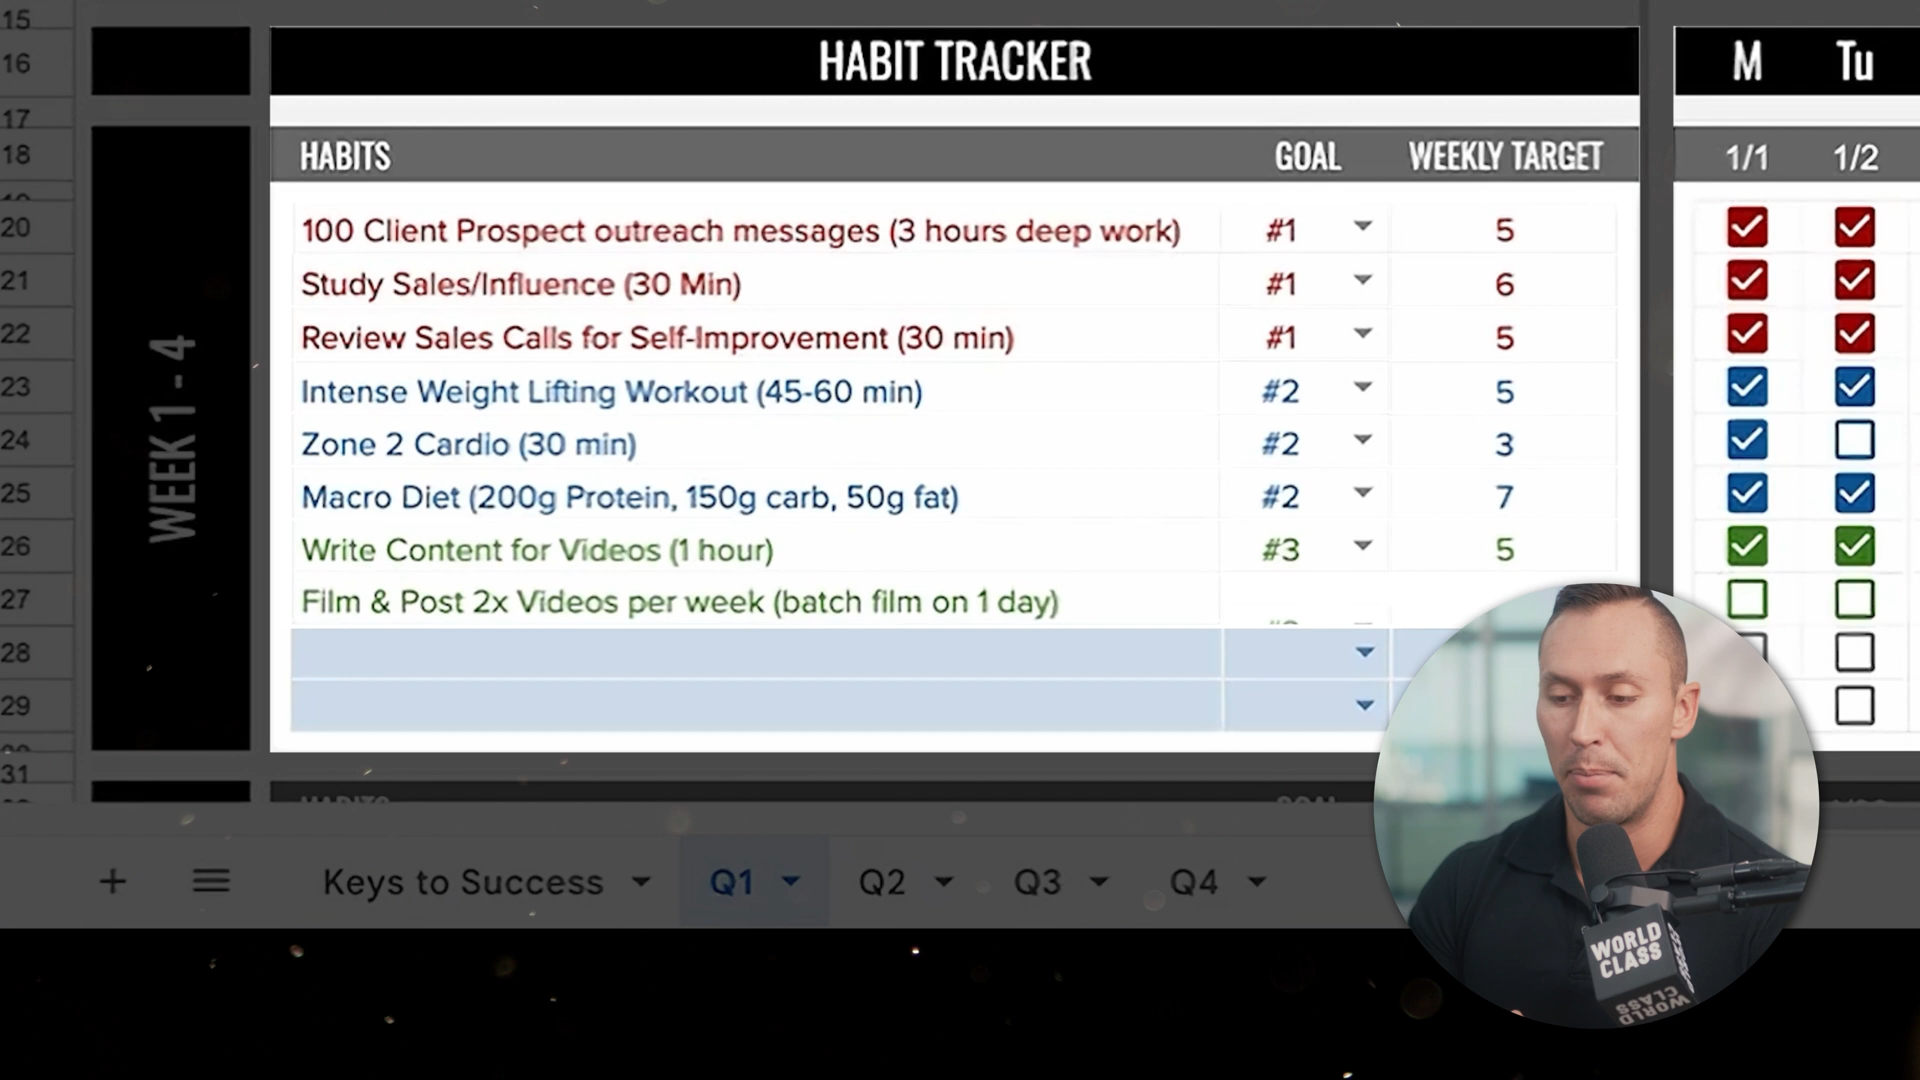 15
16
HABIT TRACKER
M Tu
17
18
HABITS GOAL WEEKLY TARGET 1/1 1/2
20
100 Client Prospect outreach messages (3 hours deep work) #1 5
21
Study Sales/Influence (30 Min) #1 6
22
Review Sales Calls for Self-Improvement (30 min) #1 5
23
Intense Weight Lifting Workout (45-60 min) #2 5
24
Zone 2 Cardio (30 min) #2 3
25
Macro Diet (200g Protein, 150g carb, 50g fat) #2 7
26
Write Content for Videos (1 hour) #3 5
27
Film & Post 2x Videos per week (batch film on 1 day)
28
29
31
WEEK 1 - 4
HABITS GOAL
Keys to Success Q1 Q2 Q3 Q4
WORLD
CLASS
WORLD
CLASS